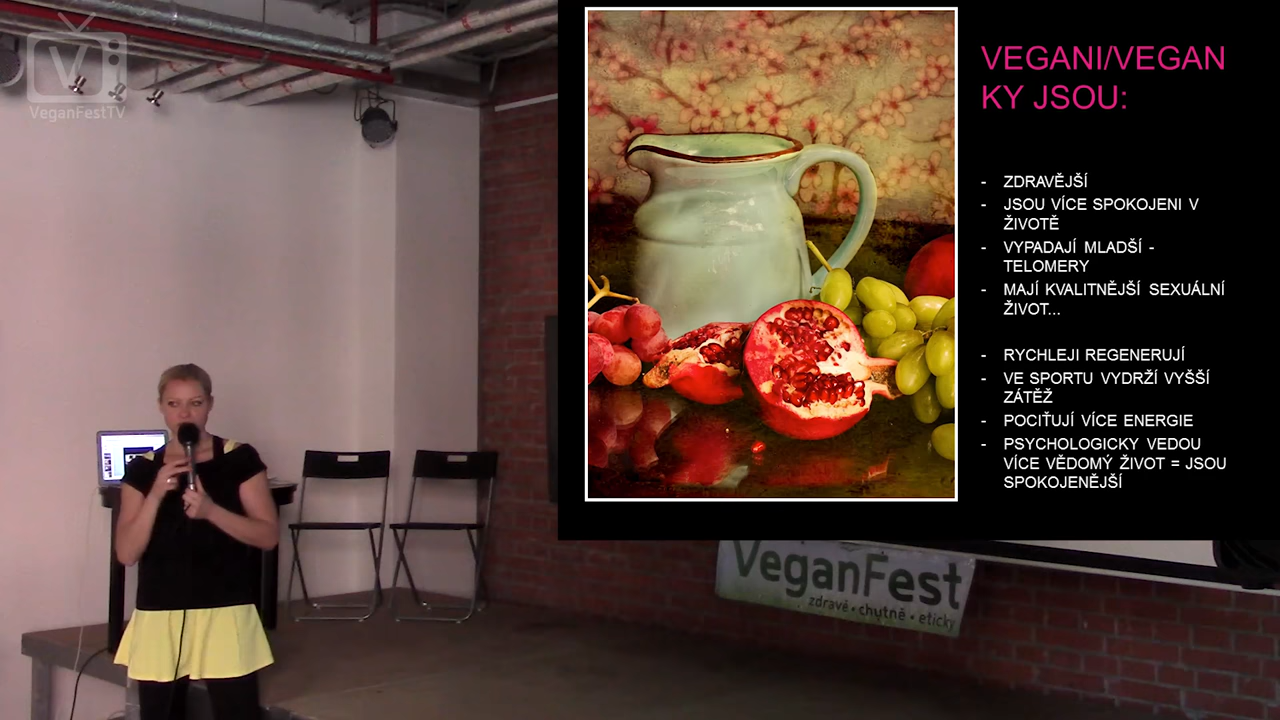 VeganFestTV
VEGANI/VEGAN
KY JSOU:
- ZDRAVĚJŠÍ
- JSOU VÍCE SPOKOJENI V
ŽIVOTĚ
- VYPADAJÍ MLADŠÍ -
TELOMERY
- MAJÍ KVALITNĚJŠÍ SEXUÁLNÍ
ŽIVOT...
- RYCHLEJI REGENERUJÍ
- VE SPORTU VYDRŽÍ VYŠŠÍ
ZÁTĚŽ
- POCIŤUJÍ VÍCE ENERGIE
- PSYCHOLOGICKY VEDOU
VÍCE VĚDOMÝ ŽIVOT = JSOU
SPOKOJENĚJŠÍ
VeganFest
zdravě • chutně • eticky